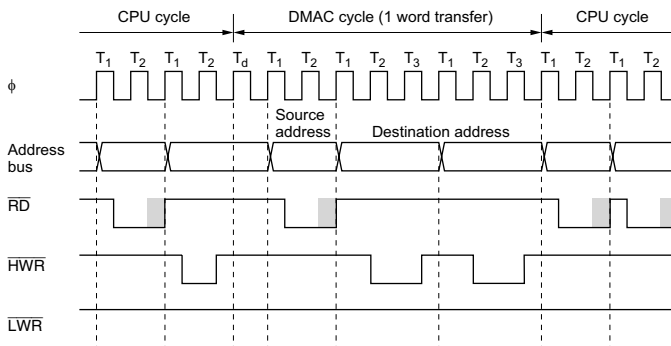 CPU cycle DMAC cycle (1 word transfer) CPU cycle
T1 T2 T1 T2 Td T1 T2 T1 T2 T3 T1 T2 T3 T1 T2 T1 T2
ϕ
Source address Destination address
Address bus
RD
HWR
LWR